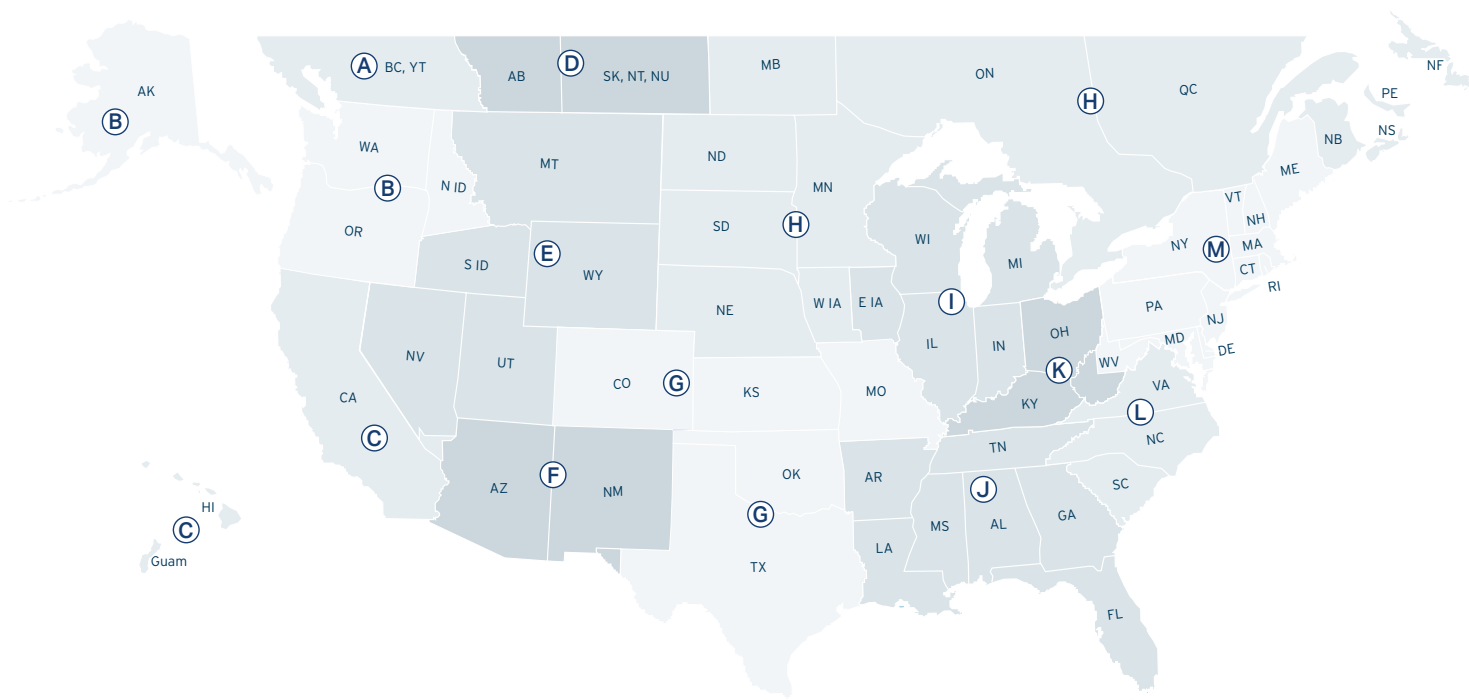 NF
A BC, YT
AB
D
SK, NT, NU
MB
ON
QC
H
PE
NS
NB
AK
B
WA
B
N ID
MT
ND
MN
ME
VT
NH
OR
S ID
E
WY
SD
H
WI
MI
NY
M
MA
CT
RI
NE
W IA
E IA
I
IL
IN
OH
PA
NJ
MD
DE
NV
UT
CO
G
KS
MO
K
WV
KY
VA
L
CA
C
TN
NC
AZ
F
NM
OK
G
AR
J
SC
MS
AL
GA
HI
C
Guam
TX
LA
FL